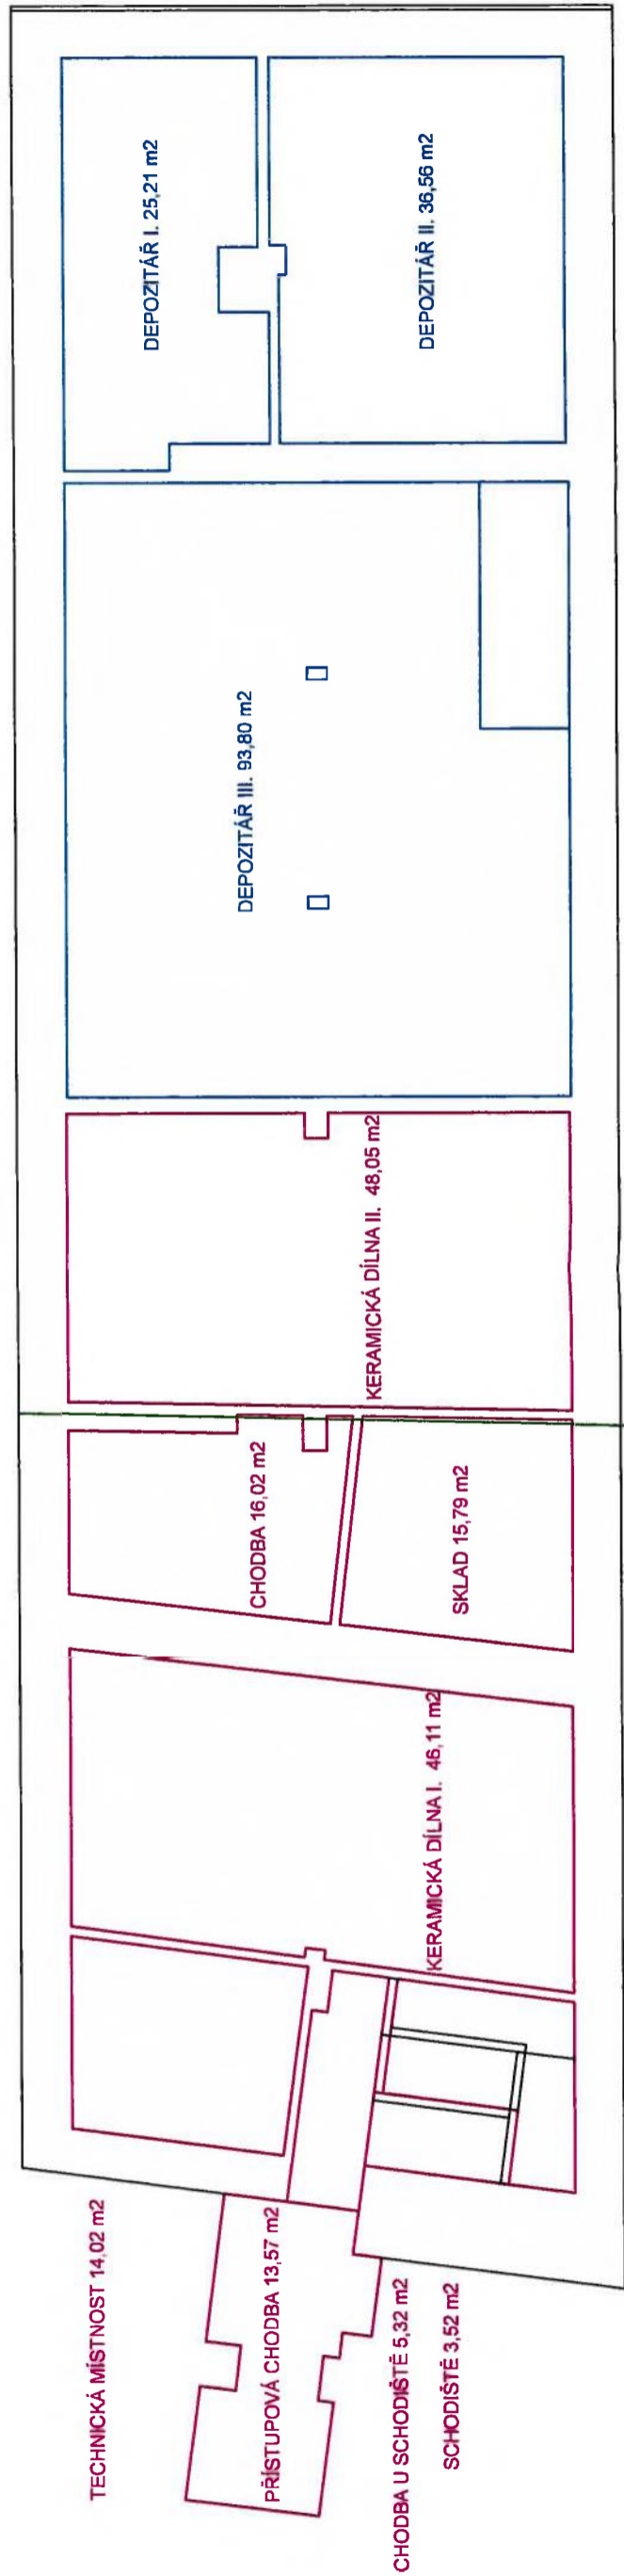 TECHNICKÁ MÍSTNOST 14,02 m2
PŘÍSTUPOVÁ CHODBA 13,57 m2
CHODBA U SCHODIŠTĚ 5,32 m2
SCHODIŠTĚ 3,52 m2
KERAMICKÁ DÍLNA I. 46,11 m2
CHODBA 16,02 m2
SKLAD 15,79 m2
KERAMICKÁ DÍLNA II. 48,05 m2
DEPOZITÁŘ III. 93,80 m2
DEPOZITÁŘ I. 25,21 m2
DEPOZITÁŘ II. 36,56 m2